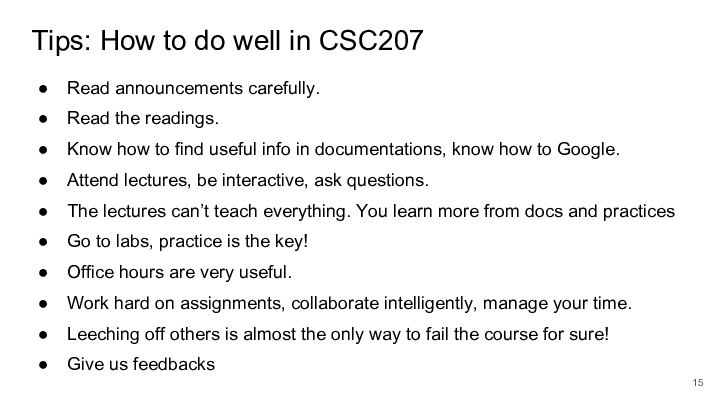 Tips: How to do well in CSC207
● Read announcements carefully.
● Read the readings.
● Know how to find useful info in documentations, know how to Google.
● Attend lectures, be interactive, ask questions.
● The lectures can’t teach everything. You learn more from docs and practices
● Go to labs, practice is the key!
● Office hours are very useful.
● Work hard on assignments, collaborate intelligently, manage your time.
● Leeching off others is almost the only way to fail the course for sure!
● Give us feedbacks
15